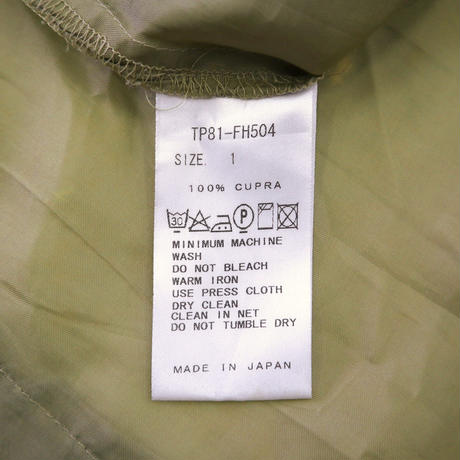 TP81-FH504
SIZE. 1
100% CUPRA
30 P
MINIMUM MACHINE
WASH
DO NOT BLEACH
WARM IRON
USE PRESS CLOTH
DRY CLEAN
CLEAN IN NET
DO NOT TUMBLE DRY
MADE IN JAPAN